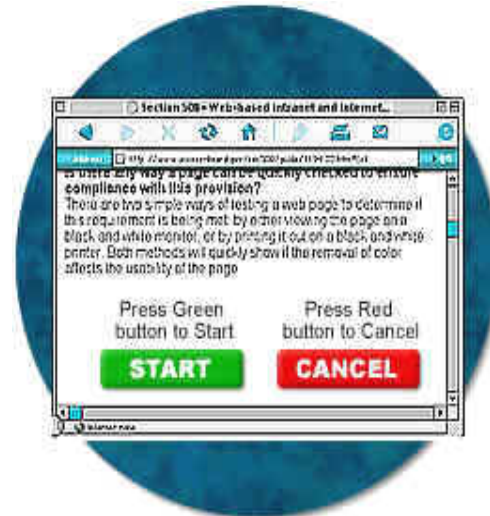 Section 508 • Web-based intranet and internet...
Is there any way a page can be quickly checked to ensure
compliance with this provision?
There are two simple ways of testing a web page to determine if
this requirement is being met: by either viewing the page on a
black and white monitor, or by printing it out on a black and white
printer. Both methods will quickly show if the removal of color
affects the usability of the page
Press Green
button to Start
Press Red
button to Cancel
START
CANCEL
Internet zone